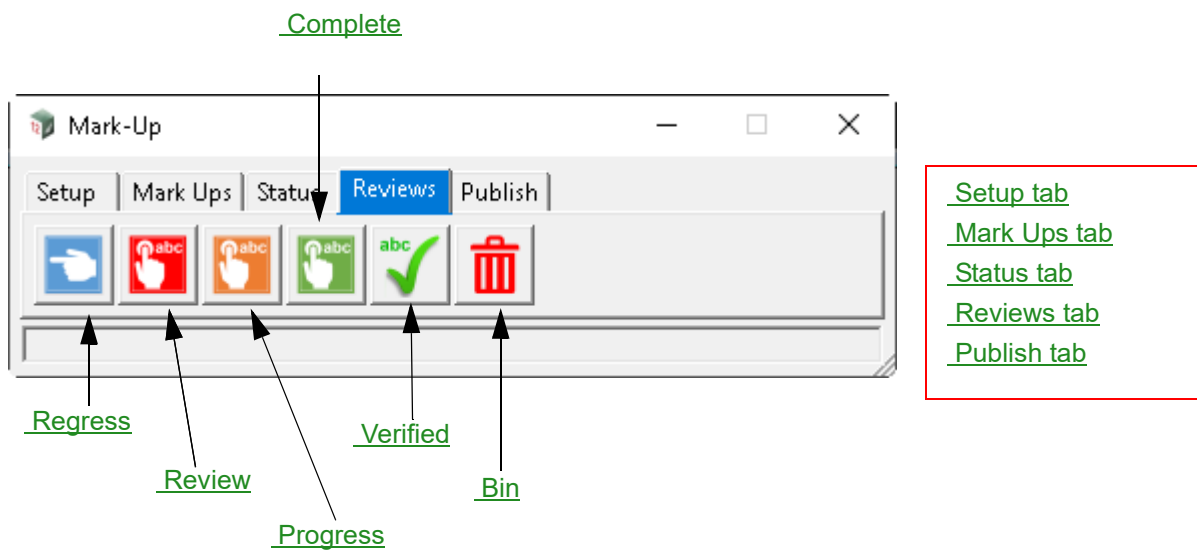 Complete
Mark-Up
Setup Mark Ups Status Reviews Publish
abc abc abc abc
Regress
Verified
Review
Bin
Progress
Setup tab
Mark Ups tab
Status tab
Reviews tab
Publish tab